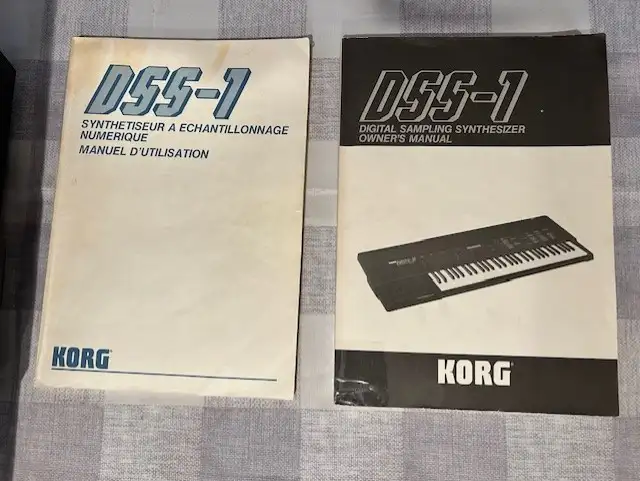 DSS-1
SYNTHETISEUR A ECHANTILLONNAGE
NUMERIQUE
MANUEL D'UTILISATION
KORG
DSS-1
DIGITAL SAMPLING SYNTHESIZER
OWNER'S MANUAL
KORG